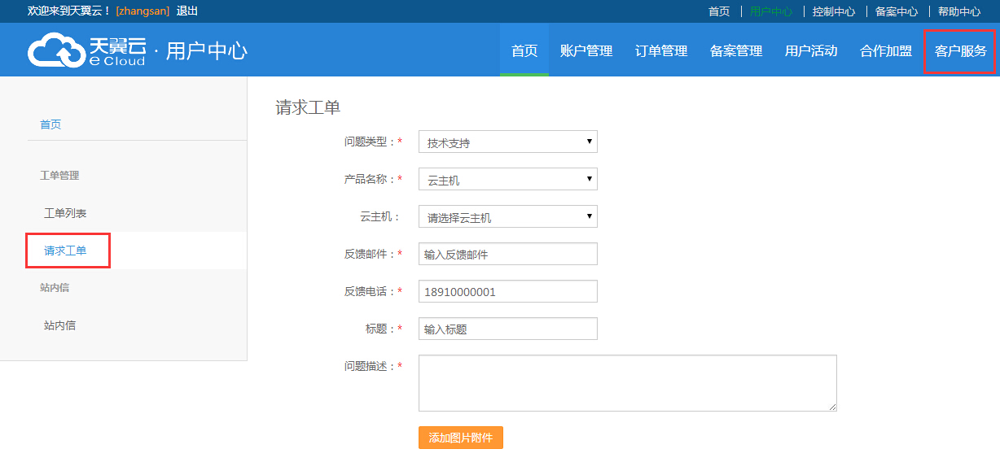 欢迎来到天翼云！ [zhangsan] 退出
首页 | 用户中心 | 控制中心 | 备案中心 | 帮助中心
天翼云 e Cloud · 用户中心
首页 账户管理 订单管理 备案管理 用户活动 合作加盟 客户服务
首页
工单管理
工单列表
请求工单
站内信
站内信
请求工单
问题类型：* 技术支持
产品名称：* 云主机
云主机： 请选择云主机
反馈邮件：* 输入反馈邮件
反馈电话：* 18910000001
标题：* 输入标题
问题描述：*
添加图片附件